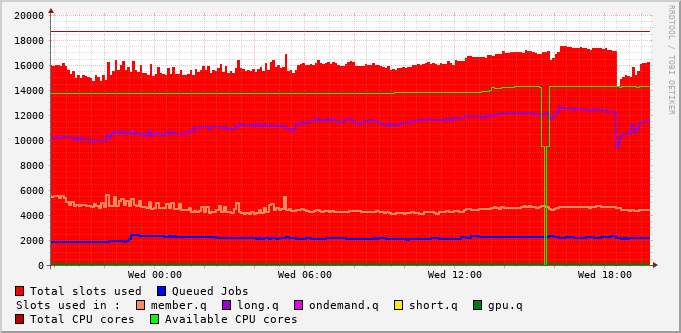 20000
18000
16000
14000
12000
10000
8000
6000
4000
2000
0
Wed 00:00 Wed 06:00 Wed 12:00 Wed 18:00
RRDTOOL / TOBI OETIKER
Total slots used Queued Jobs
Slots used in : member.q long.q ondemand.q short.q gpu.q
Total CPU cores Available CPU cores